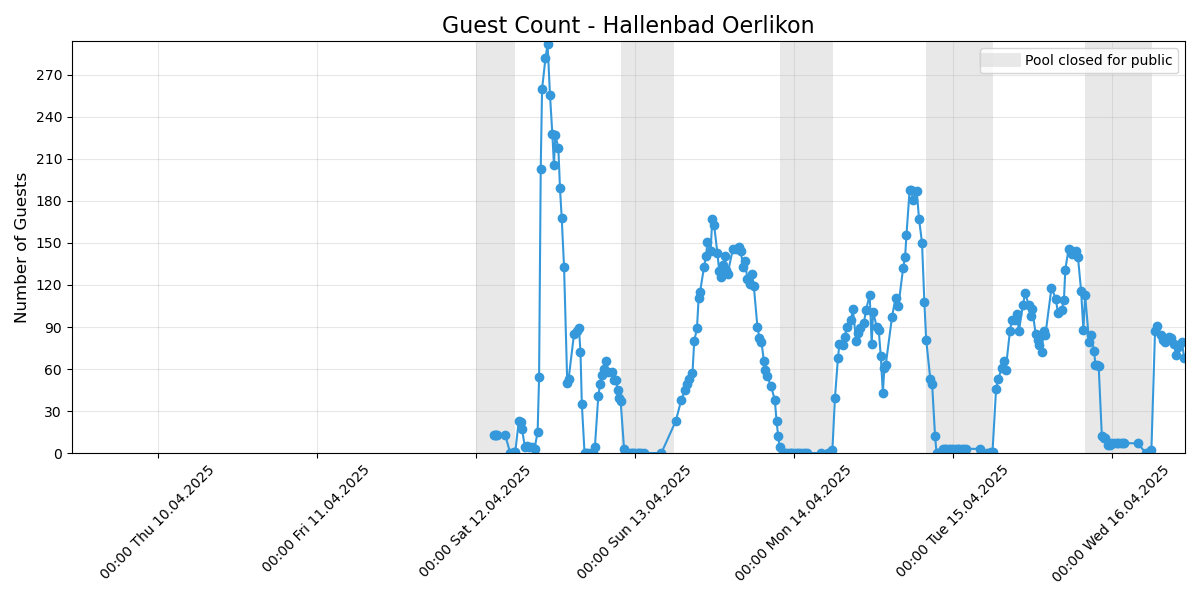 Guest Count - Hallenbad Oerlikon
Pool closed for public
Number of Guests
270
240
210
180
150
120
90
60
30
0
00:00 Thu 10.04.2025
00:00 Fri 11.04.2025
00:00 Sat 12.04.2025
00:00 Sun 13.04.2025
00:00 Mon 14.04.2025
00:00 Tue 15.04.2025
00:00 Wed 16.04.2025